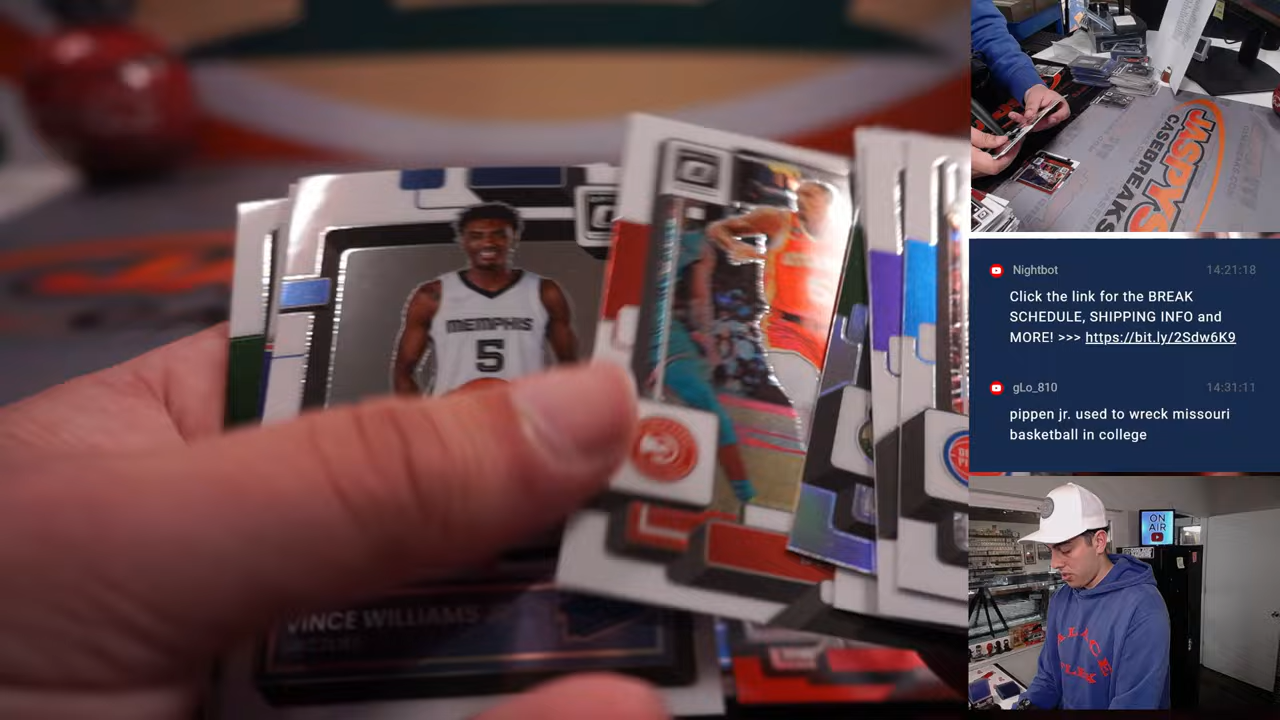 MEMPHIS
5
VINCE WILLIAMS
JASPY'S
CASEBREAKS
Nightbot
14:21:18
Click the link for the BREAK
SCHEDULE, SHIPPING INFO and
MORE! >>> https://bit.ly/2Sdw6K9
gLo_810
14:31:11
pippen jr. used to wreck missouri
basketball in college
ON
AIR